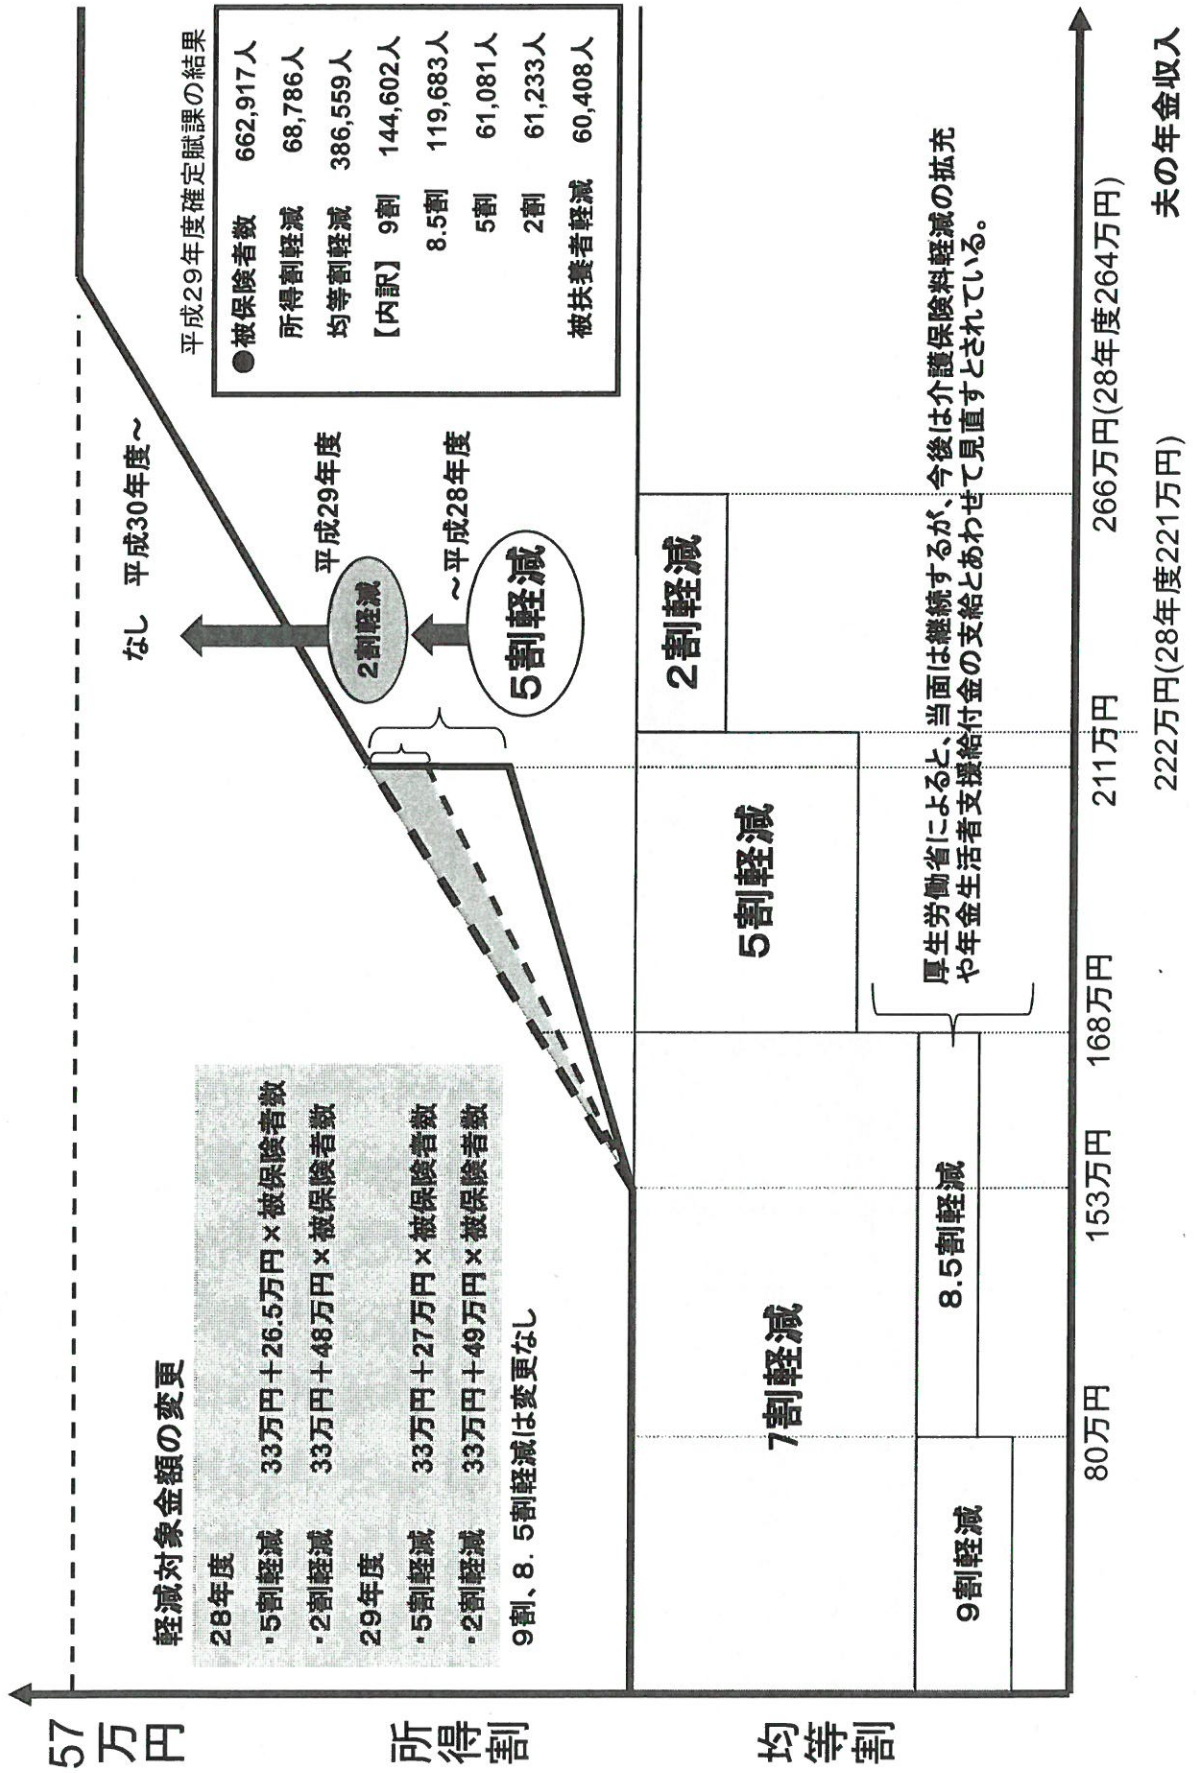 57万円
所得割
均等割
軽減対象金額の変更
28年度
・5割軽減 33万円＋26.5万円×被保険者数
・2割軽減 33万円＋48万円×被保険者数
29年度
・5割軽減 33万円＋27万円×被保険者数
・2割軽減 33万円＋49万円×被保険者数
9割、8.5割軽減は変更なし
なし 平成30年度～
平成29年度
2割軽減
～平成28年度
5割軽減
平成29年度確定賦課の結果
●被保険者数 662,917人
所得割軽減 68,786人
均等割軽減 386,559人
【内訳】 9割 144,602人
8.5割 119,683人
5割 61,081人
2割 61,233人
被扶養者軽減 60,408人
7割軽減
5割軽減
2割軽減
9割軽減
8.5割軽減
厚生労働省によると、当面は継続するが、今後は介護保険料軽減の拡充
や年金生活者支援給付金の支給とあわせて見直すとされている。
80万円
153万円
168万円
211万円
266万円(28年度264万円)
222万円(28年度221万円)
夫の年金収入